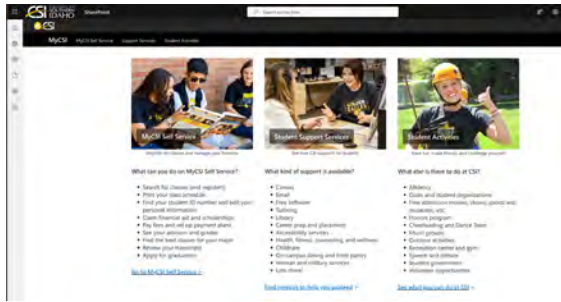 CSI
IDAHO
SharePoint
CSI
MyCSI
MyCSI Self Service
Support Services
Student Activities
MyCSI Self Service
Student Support Services
Student Activities
What can you do on MyCSI Self Service?
Search for classes (and register!)
Print your class schedule
Find your student ID number and edit your
personal information
Claim financial aid and scholarships
Pay fees and set up payment plans
See your advisor and grades
Find the best classes for your major
Review your transcripts
Apply for graduation
Go to MyCSI Self Service >
What kind of support is available?
Canvas
Email
Free software
Tutoring
Library
Career prep and placement
Accessibility services
Health, fitness, counseling, and wellness
Childcare
On-campus dining and food pantry
Veteran and military services
Lots more!
Find services to help you succeed >
What else is there to do at CSI?
Athletics
Clubs and student organizations
Honors program
Cheerleading and Dance Team
Music groups
Outdoor activities
Recreation center and gym
Speech and debate
Student government
Volunteer opportunities
See what you can do at CSI >